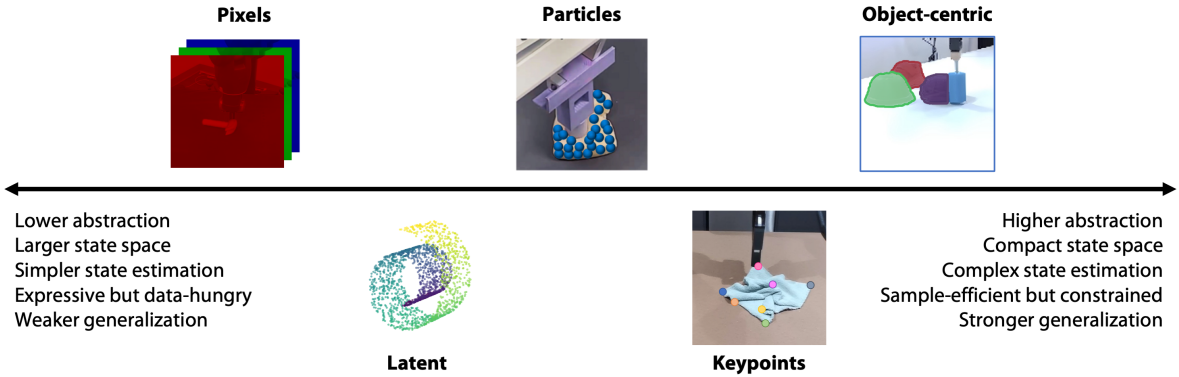 Pixels
Particles
Object-centric
Lower abstraction
Larger state space
Simpler state estimation
Expressive but data-hungry
Weaker generalization
Higher abstraction
Compact state space
Complex state estimation
Sample-efficient but constrained
Stronger generalization
Latent
Keypoints